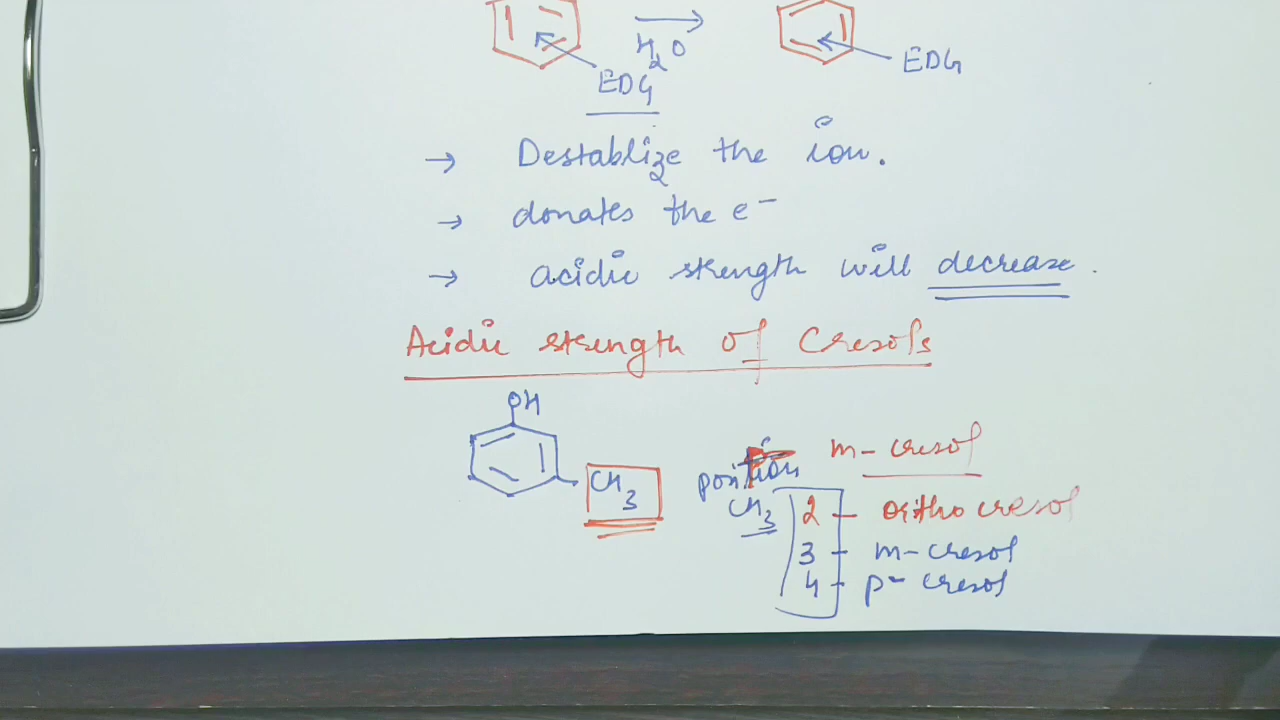 H2O
EDG
EDG
→ Destablize the ion.
→ donates the e-
→ acidic strength will decrease.
Acidic strength of Cresols
OH
CH3
m-cresol
position
CH3
2 - ortho cresol
3 - m-cresol
4 - p-cresol